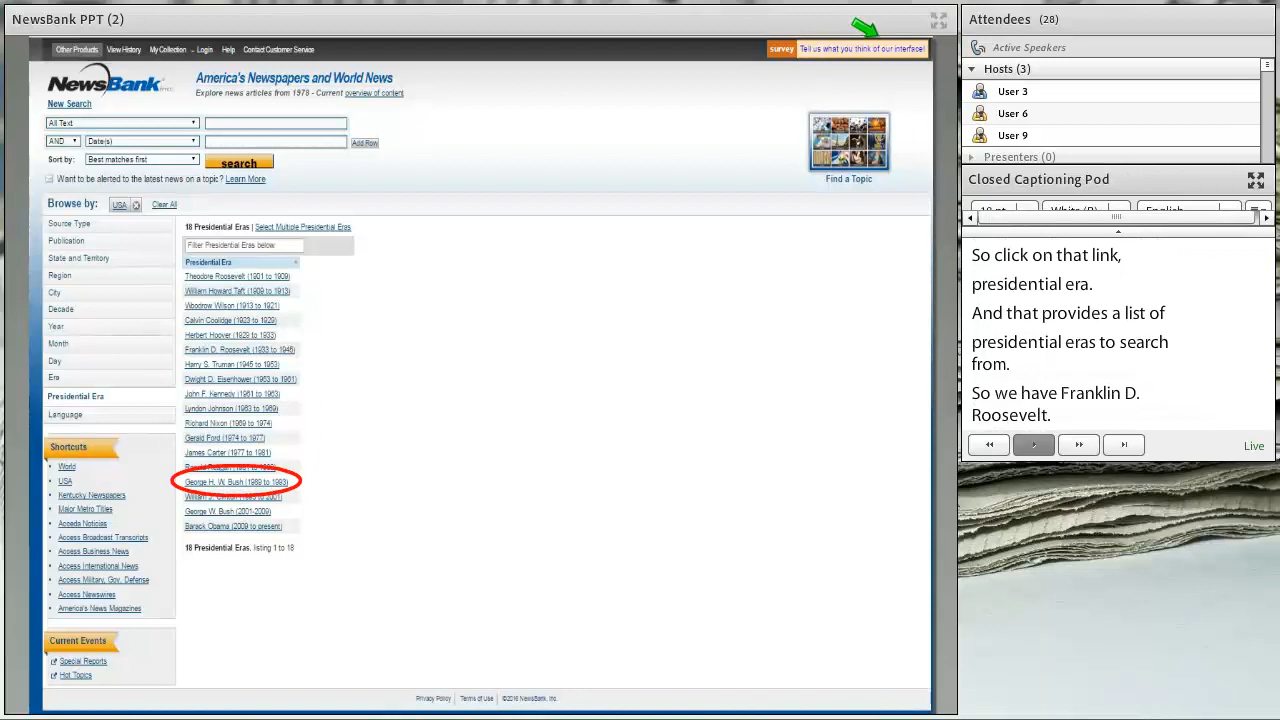 NewsBank PPT (2)
Other Products
View History
My Collection
Login
Help
Contact Customer Service
survey
Tell us what you think of our interface!
NewsBank
America's Newspapers and World News
Explore news articles from 1978 - Current overview of content
New Search
All Text
AND
Date(s)
Add Row
Sort by:
Best matches first
search
Want to be alerted to the latest news on a topic? Learn More
Find a Topic
Browse by:
USA
Clear All
Source Type
Publication
State and Territory
Region
City
Decade
Year
Month
Day
Era
Presidential Era
Language
18 Presidential Eras | Select Multiple Presidential Eras
Filter Presidential Eras below
Presidential Era
Theodore Roosevelt (1901 to 1909)
William Howard Taft (1909 to 1913)
Woodrow Wilson (1913 to 1921)
Calvin Coolidge (1923 to 1929)
Herbert Hoover (1929 to 1933)
Franklin D. Roosevelt (1933 to 1945)
Harry S. Truman (1945 to 1953)
Dwight D. Eisenhower (1953 to 1961)
John F. Kennedy (1961 to 1963)
Lyndon Johnson (1963 to 1969)
Richard Nixon (1969 to 1974)
Gerald Ford (1974 to 1977)
James Carter (1977 to 1981)
George H. W. Bush (1989 to 1993)
George W. Bush (2001-2009)
Barack Obama (2009 to present)
18 Presidential Eras, listing 1 to 18
Shortcuts
World
USA
Kentucky Newspapers
Major Metro Titles
Acceda Noticias
Access Broadcast Transcripts
Access Business News
Access International News
Access Military, Gov. Defense
Access Newswires
America's News Magazines
Current Events
Special Reports
Hot Topics
Privacy Policy
Terms of Use
©2016 NewsBank, Inc.
Attendees (28)
Active Speakers
Hosts (3)
User 3
User 6
User 9
Presenters (0)
Closed Captioning Pod
So click on that link,
presidential era.
And that provides a list of
presidential eras to search
from.
So we have Franklin D.
Roosevelt.
Live